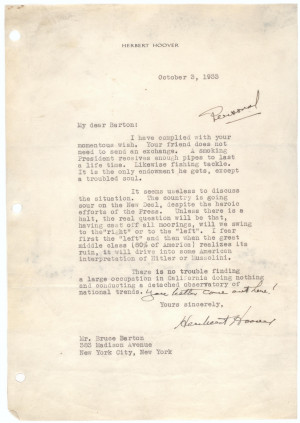 HERBERT HOOVER
October 3, 1933
Personal
My dear Barton:
I have complied with your
momentous wish. Your friend does not
need to send an exchange. A smoking
President receives enough pipes to last
a life time. Likewise fishing tackle.
It is the only endowment he gets, except
a troubled soul.
It seems useless to discuss
the situation. The country is going
sour on the New Deal, despite the heroic
efforts of the Press. Unless there is a
halt, the real question will be that,
having cast off all moorings, will we swing
to the "right" or to the "left". I fear
first the "left" and then when the great
middle class (80% of America) realizes its
ruin, it will drive into some American
interpretation of Hitler or Mussolini.
There is no trouble finding
a large occupation in California doing nothing
and conducting a detached observatory of
national trends. You better come out here!
Yours sincerely,
Herbert Hoover
Mr. Bruce Barton
383 Madison Avenue
New York City, New York